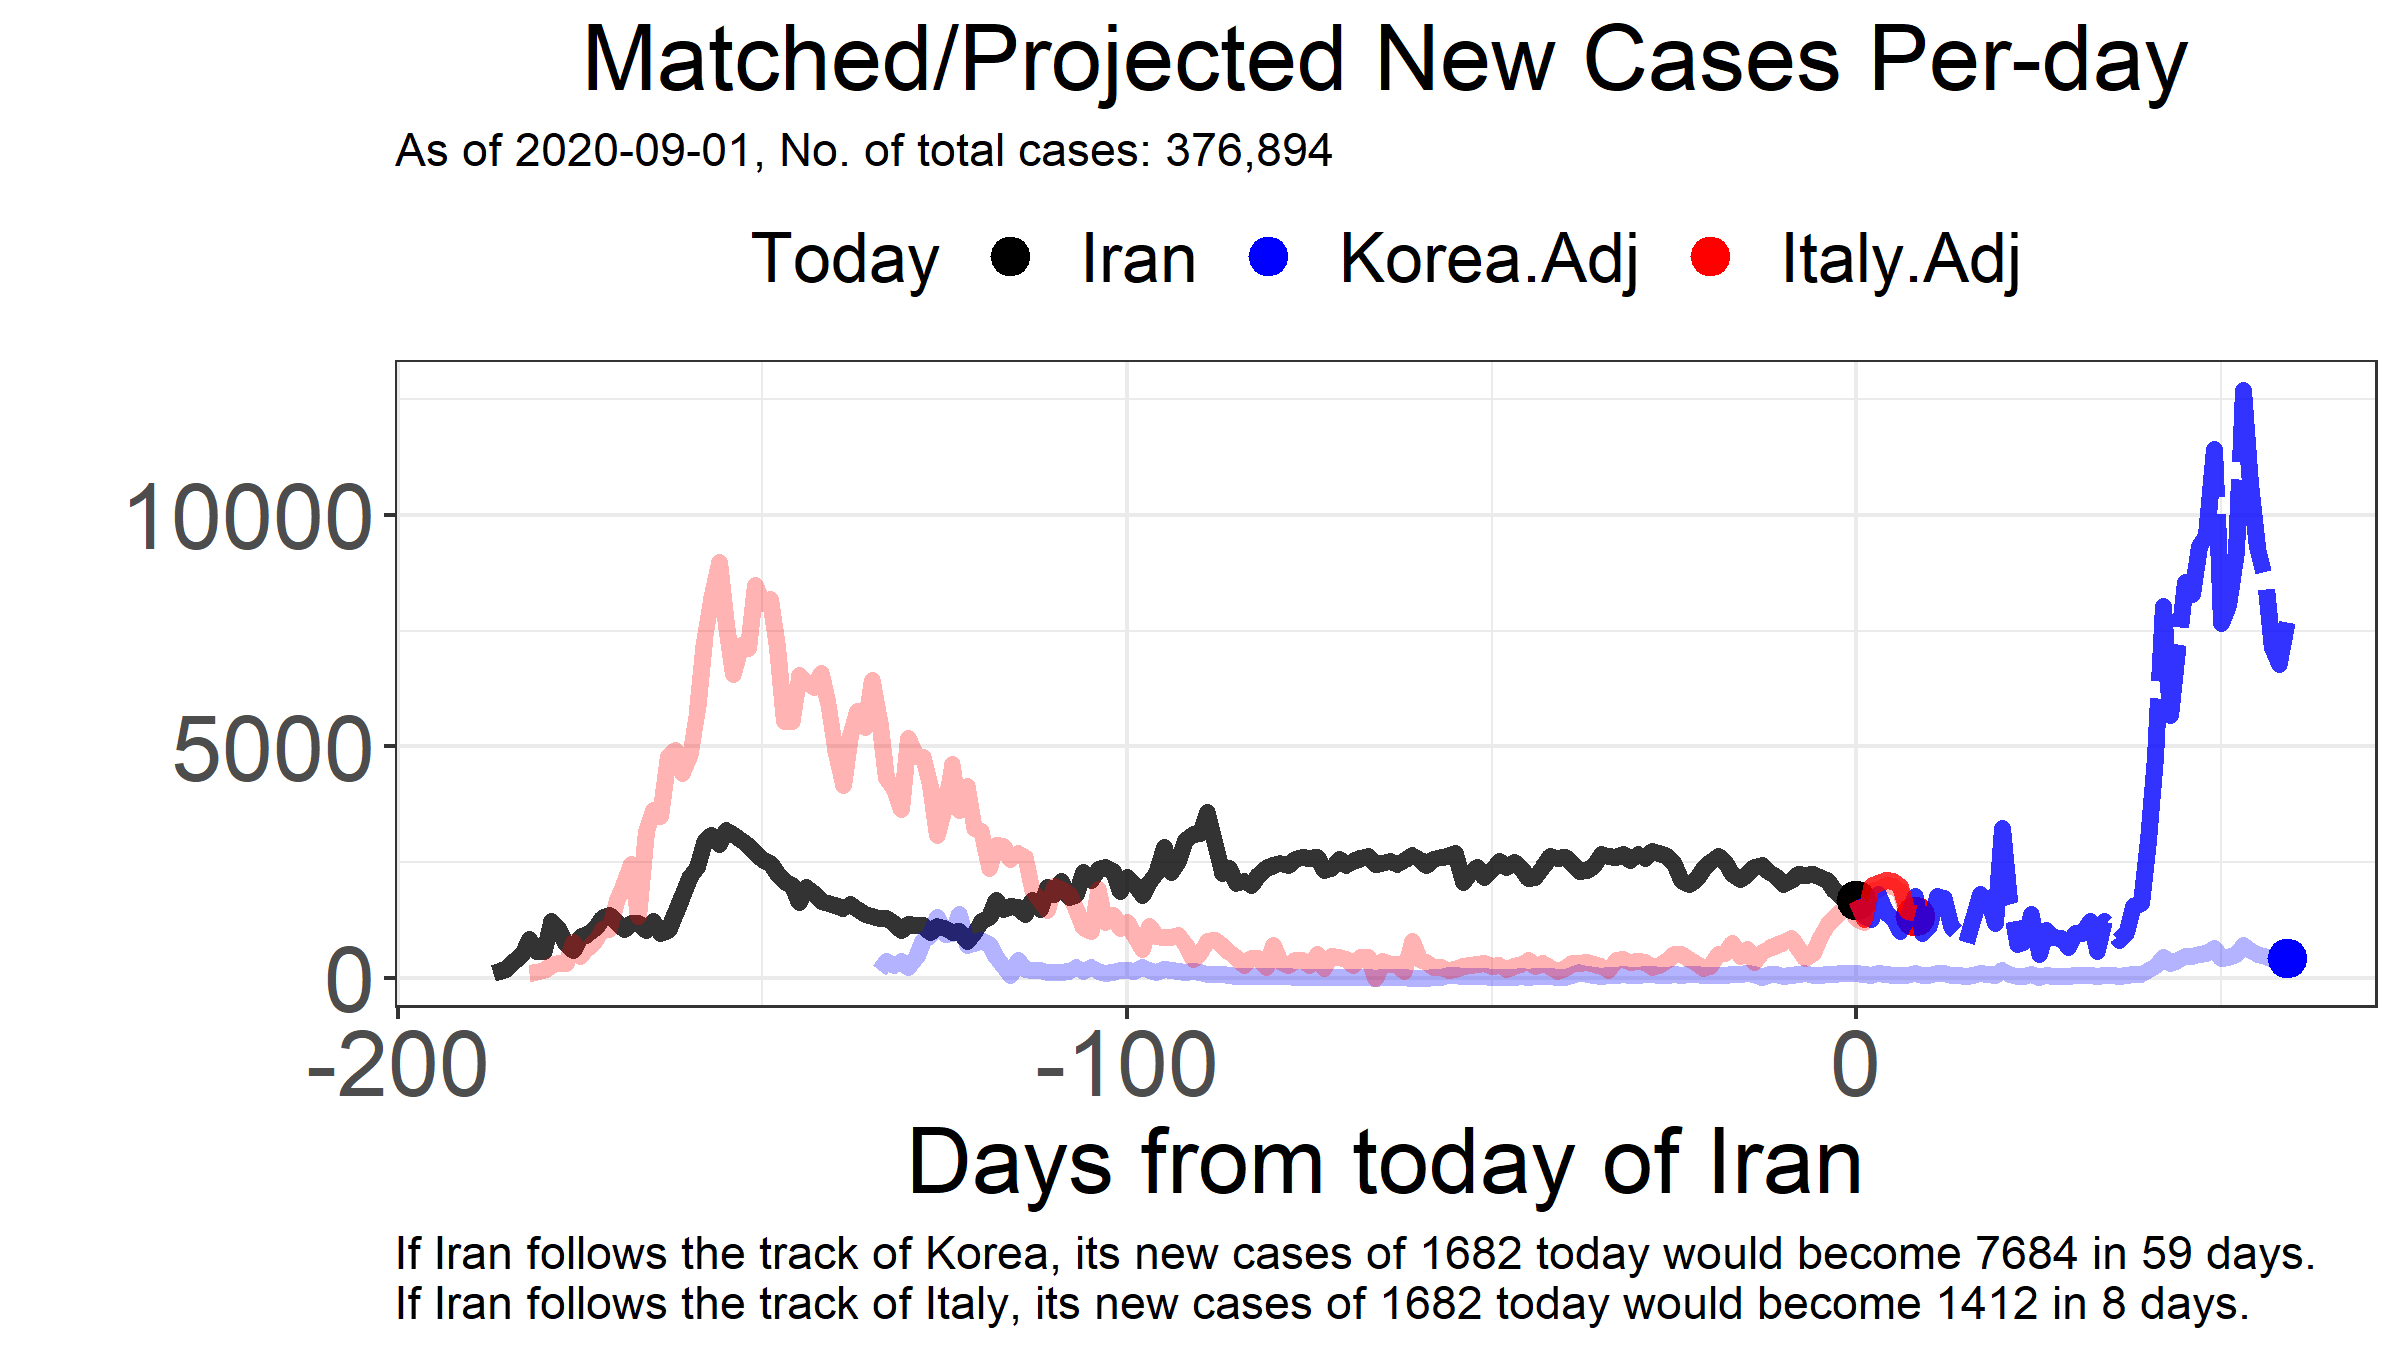 Matched/Projected New Cases Per-day
As of 2020-09-01, No. of total cases: 376,894
Today Iran Korea.Adj Italy.Adj
10000
5000
0
-200 -100 0
Days from today of Iran
If Iran follows the track of Korea, its new cases of 1682 today would become 7684 in 59 days.
If Iran follows the track of Italy, its new cases of 1682 today would become 1412 in 8 days.